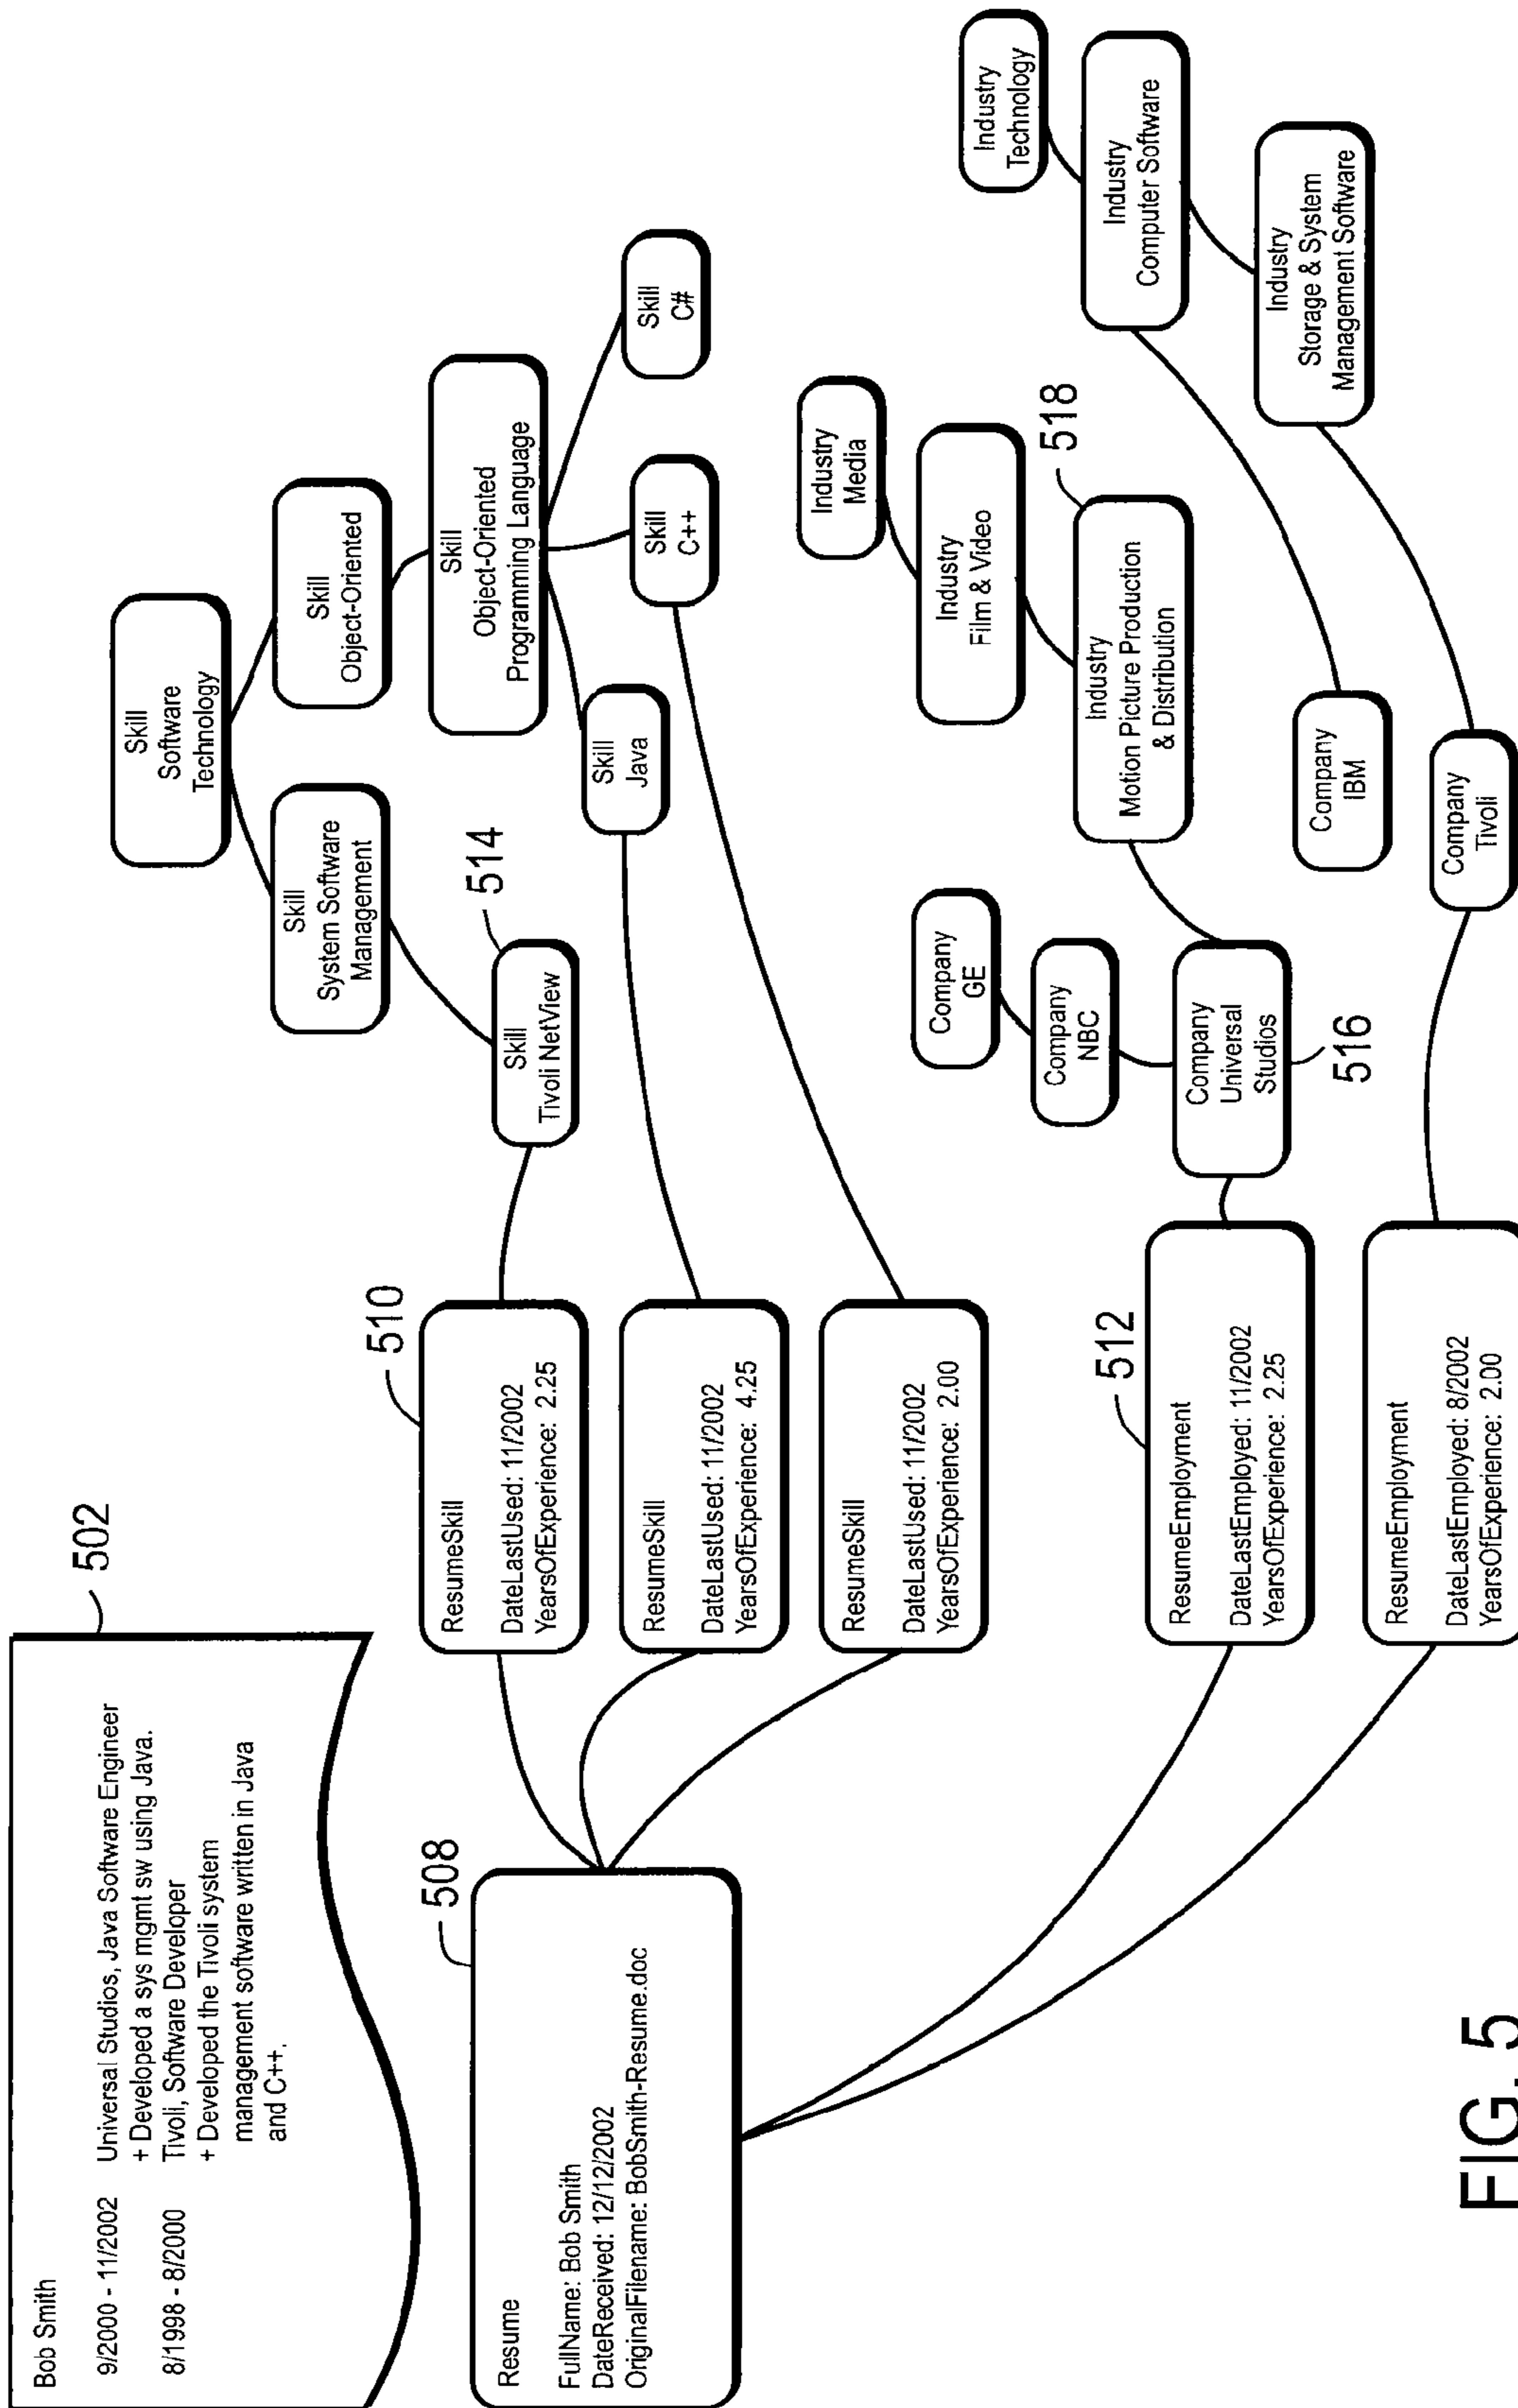 Bob Smith
9/2000 - 11/2002 Universal Studios, Java Software Engineer
+ Developed a sys mgmt sw using Java.
8/1998 - 8/2000 Tivoli, Software Developer
+ Developed the Tivoli system
management software written in Java
and C++.
502
508
Resume
FullName: Bob Smith
DateReceived: 12/12/2002
OriginalFilename: BobSmith-Resume.doc
510
ResumeSkill
DateLastUsed: 11/2002
YearsOfExperience: 2.25
ResumeSkill
DateLastUsed: 11/2002
YearsOfExperience: 4.25
ResumeSkill
DateLastUsed: 11/2002
YearsOfExperience: 2.00
512
ResumeEmployment
DateLastEmployed: 11/2002
YearsOfExperience: 2.25
ResumeEmployment
DateLastEmployed: 8/2002
YearsOfExperience: 2.00
Skill
Software
Technology
Skill
System Software
Management
Skill
Object-Oriented
514
Skill
Tivoli NetView
Skill
Object-Oriented
Programming Language
Skill
Java
Skill
C++
Skill
C#
Company
GE
Company
NBC
Company
Universal
Studios
516
Industry
Media
Industry
Film & Video
518
Industry
Motion Picture Production
& Distribution
Company
IBM
Company
Tivoli
Industry
Technology
Industry
Computer Software
Industry
Storage & System
Management Software
FIG. 5